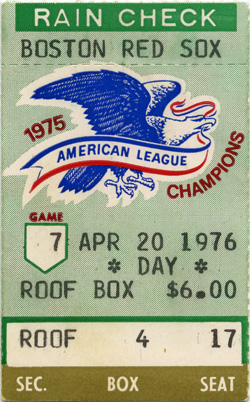 RAIN CHECK
BOSTON RED SOX
1975
AMERICAN LEAGUE
CHAMPIONS
GAME
7 APR 20 1976
* DAY *
ROOF BOX $6.00
ROOF 4 17
SEC. BOX SEAT